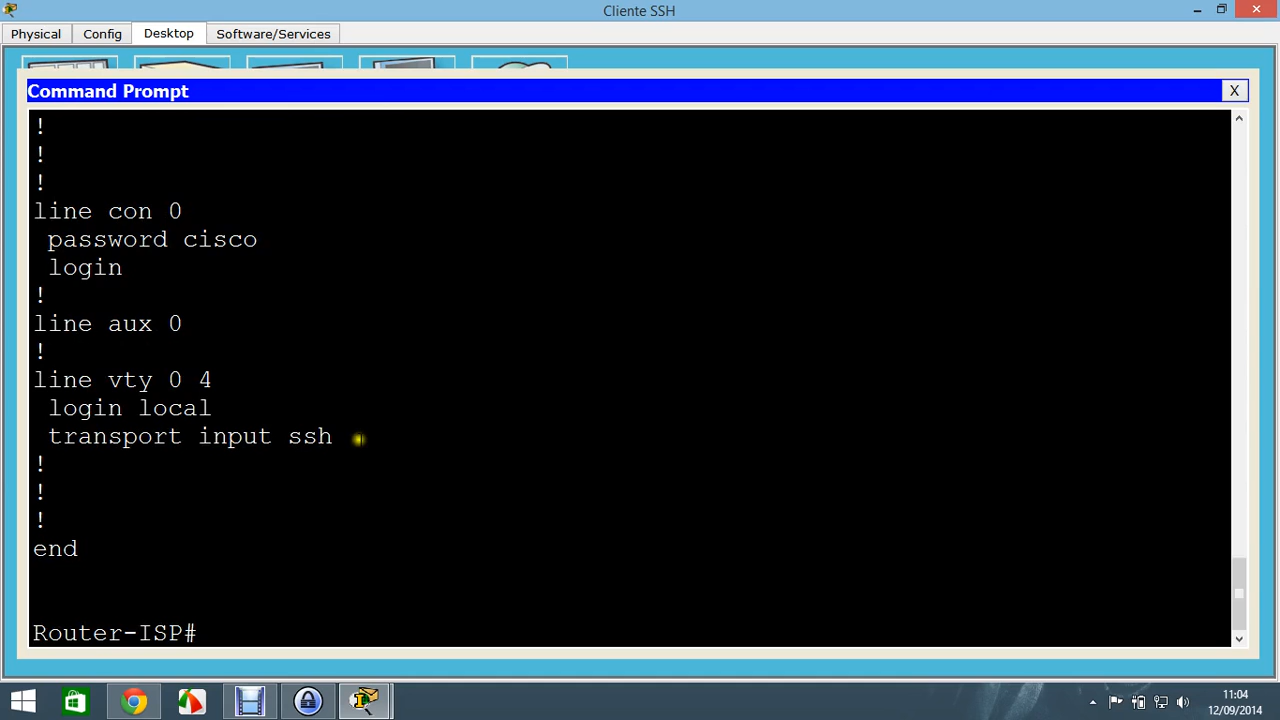 Cliente SSH
Physical Config Desktop Software/Services
Command Prompt X
!
!
!
line con 0
password cisco
login
!
line aux 0
!
line vty 0 4
login local
transport input ssh
!
!
!
end
Router-ISP#
11:04
12/09/2014